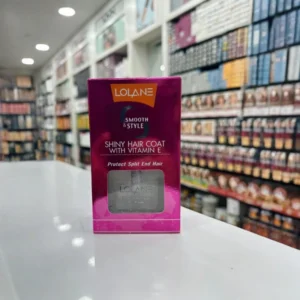 LOLANE
SMOOTH
& STYLE
SHINY HAIR COAT
WITH VITAMIN E
Protect Split End Hair